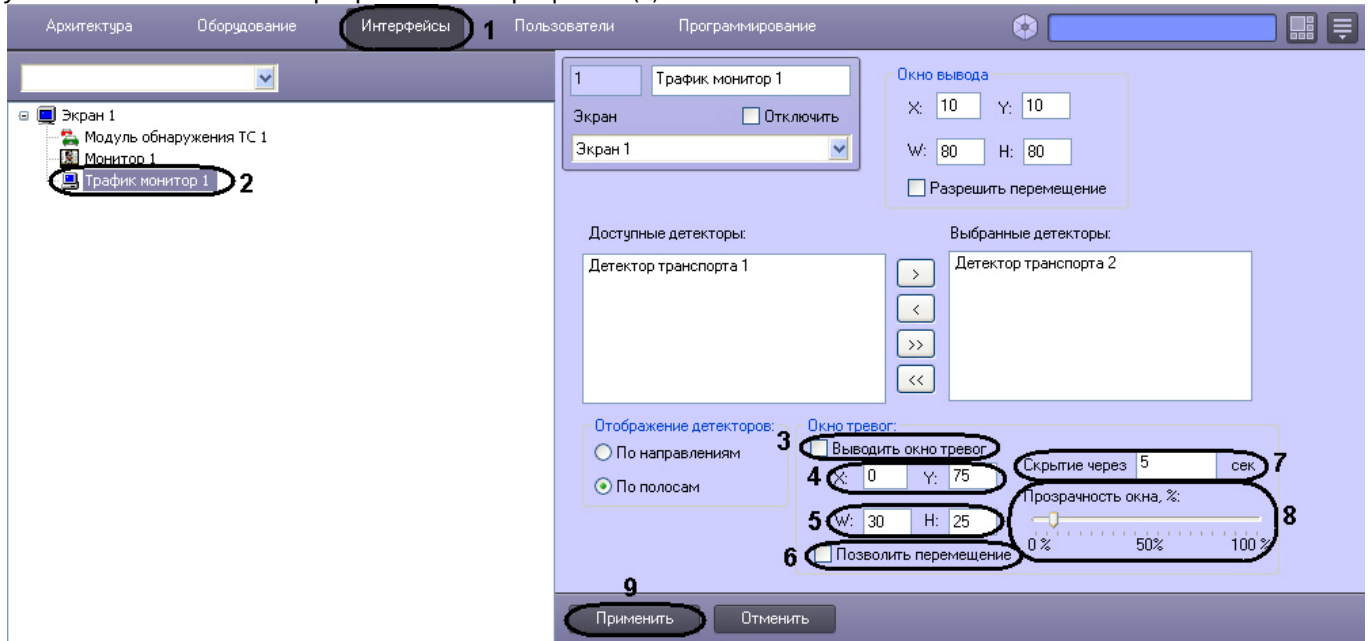 Архитектура Оборудование Интерфейсы 1 Пользователи Программирование
Экран 1
Модуль обнаружения ТС 1
Монитор 1
Трафик монитор 1 2
1 Трафик монитор 1
Экран Отключить
Экран 1
Окно вывода
X: 10 Y: 10
W: 80 H: 80
Разрешить перемещение
Доступные детекторы:
Детектор транспорта 1
>
<
>>
<<
Выбранные детекторы:
Детектор транспорта 2
Отображение детекторов:
По направлениям
По полосам
Окно тревог:
3 Выводить окно тревог
4 X: 0 Y: 75
5 W: 30 H: 25
6 Позволить перемещение
Скрытие через 5 сек 7
Прозрачность окна, %:
8
0 % 50% 100 %
9
Применить Отменить